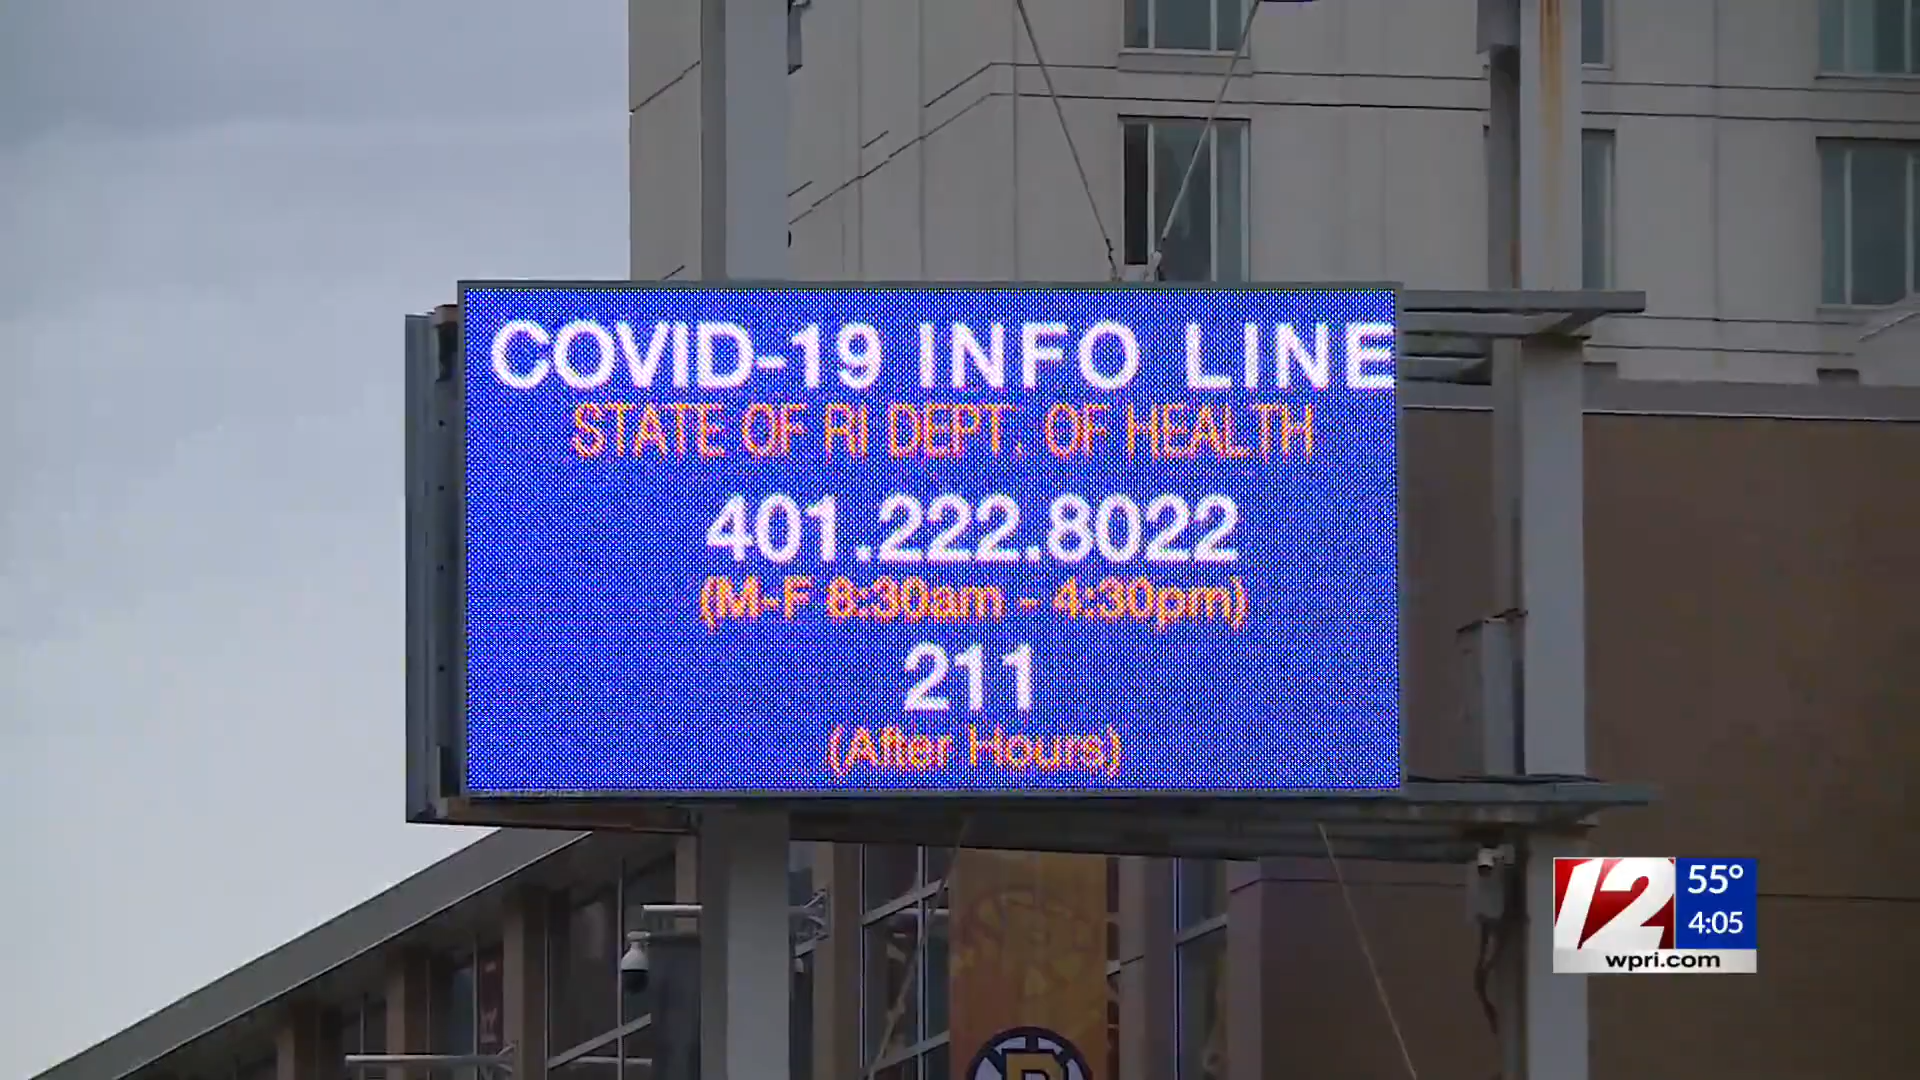 COVID-19 INFO LINE
STATE OF RI DEPT. OF HEALTH
401.222.8022
(M-F 8:30am - 4:30pm)
211
(After Hours)
12
55°
4:05
wpri.com
P